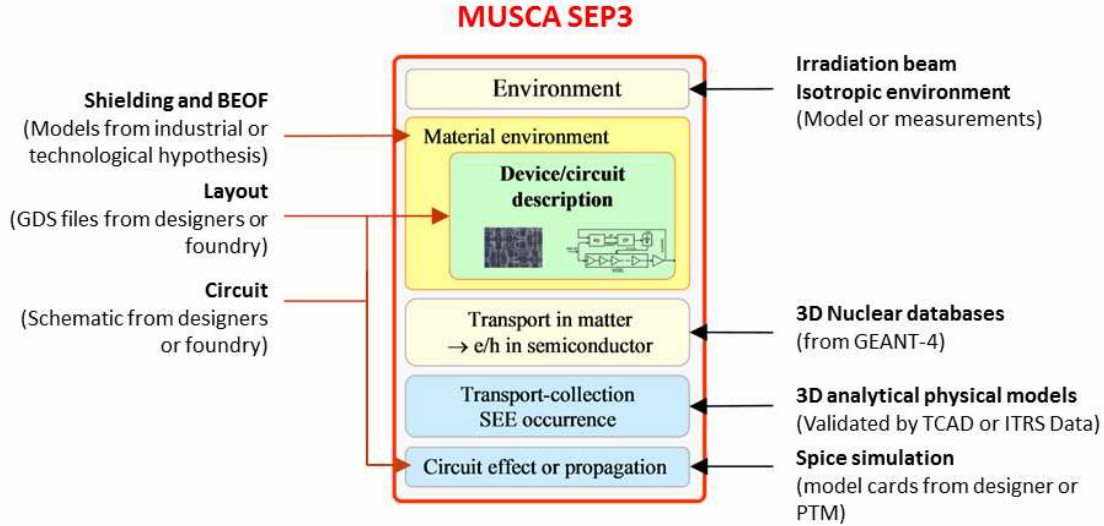 MUSCA SEP3
Shielding and BEOF
(Models from industrial or
technological hypothesis)
Layout
(GDS files from designers or
foundry)
Circuit
(Schematic from designers
or foundry)
Environment
Material environment
Device/circuit
description
Transport in matter
→ e/h in semiconductor
Transport-collection
SEE occurrence
Circuit effect or propagation
Irradiation beam
Isotropic environment
(Model or measurements)
3D Nuclear databases
(from GEANT-4)
3D analytical physical models
(Validated by TCAD or ITRS Data)
Spice simulation
(model cards from designer or
PTM)